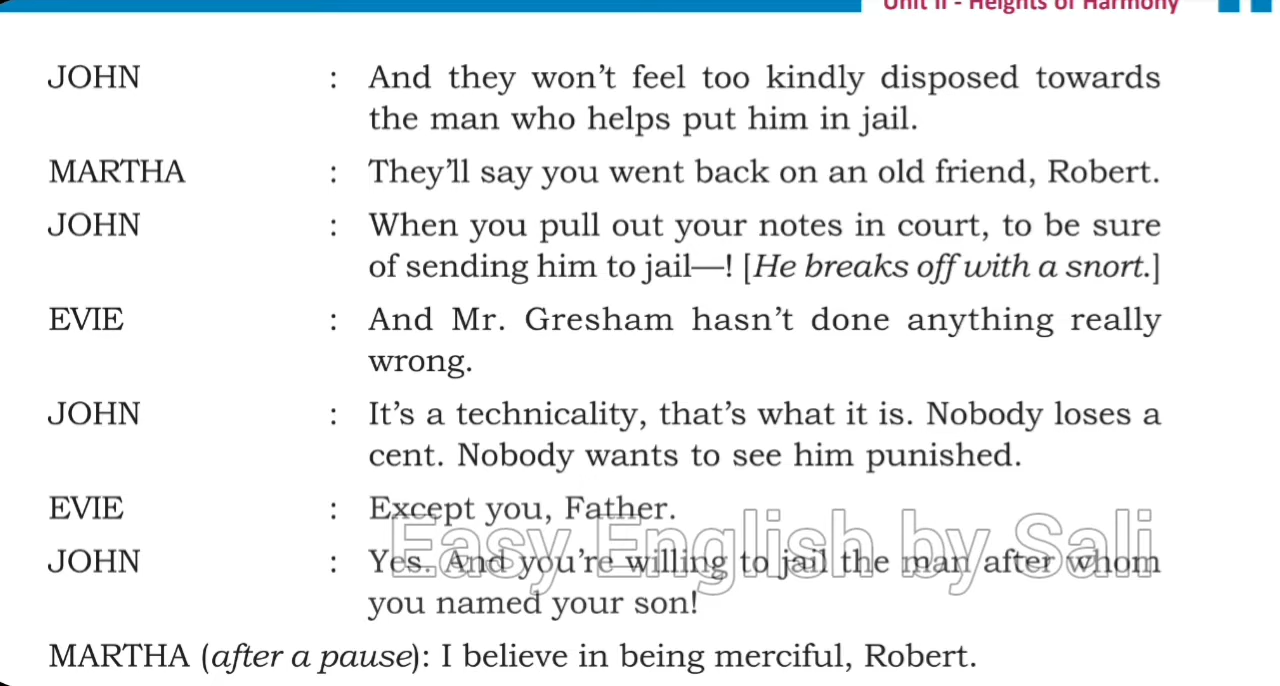 Unit II - Heights of Harmony
JOHN : And they won't feel too kindly disposed towards
the man who helps put him in jail.
MARTHA : They'll say you went back on an old friend, Robert.
JOHN : When you pull out your notes in court, to be sure
of sending him to jail—! [He breaks off with a snort.]
EVIE : And Mr. Gresham hasn't done anything really
wrong.
JOHN : It's a technicality, that's what it is. Nobody loses a
cent. Nobody wants to see him punished.
EVIE : Except you, Father.
Easy English by Sali
JOHN : Yes. And you're willing to jail the man after whom
you named your son!
MARTHA (after a pause): I believe in being merciful, Robert.